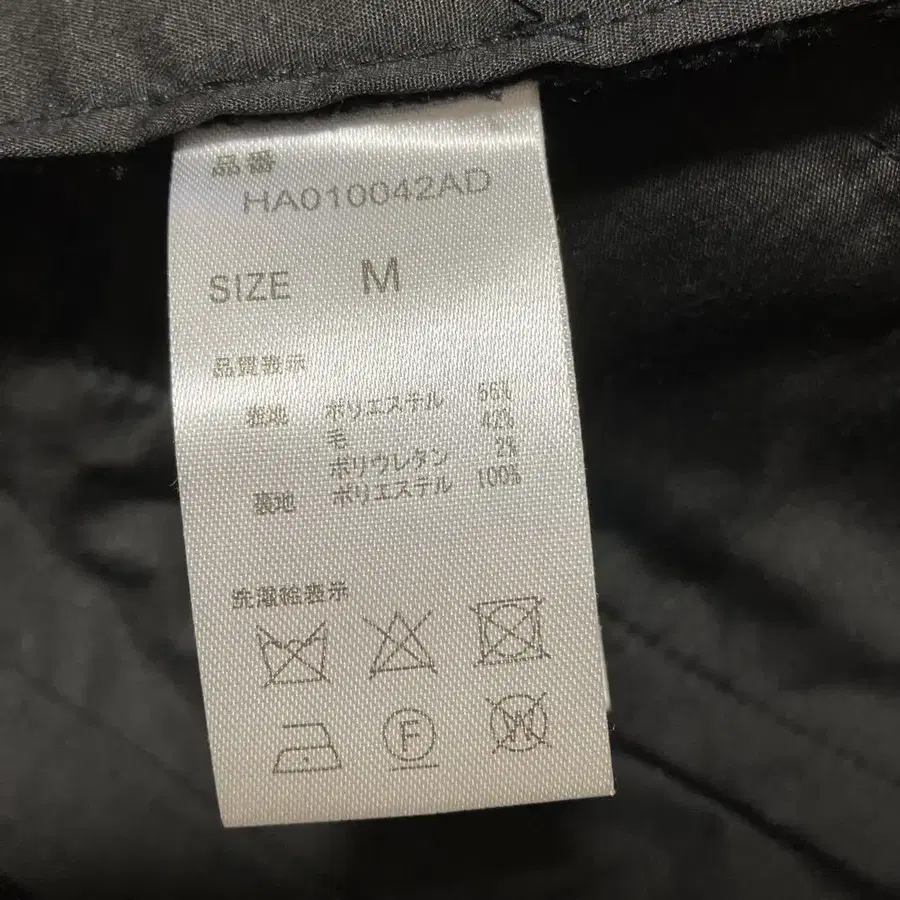 品番
HA010042AD
SIZE M
品質表示
表地 ポリエステル 56%
毛 42%
ポリウレタン 2%
裏地 ポリエステル 100%
洗濯絵表示
F
W